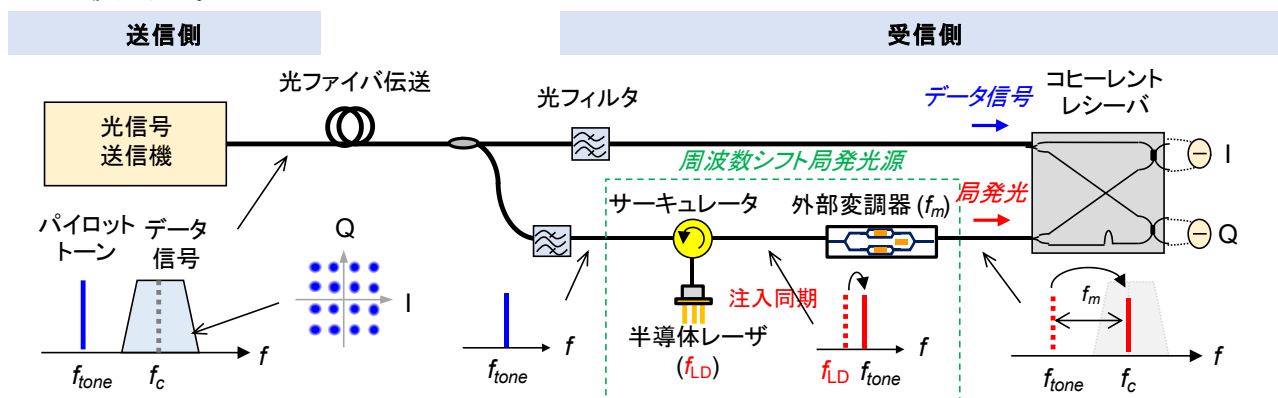 送信側
受信側
光ファイバ伝送
光フィルタ
データ信号
コヒーレント
レシーバ
光信号
送信機
周波数シフト局発光源
I
サーキュレータ
外部変調器 (fm)
局発光
Q
パイロット
トーン
データ
信号
Q
I
注入同期
半導体レーザ
(fLD)
fm
f
ftone
fc
f
ftone
f
fLD
ftone
f
ftone
fc